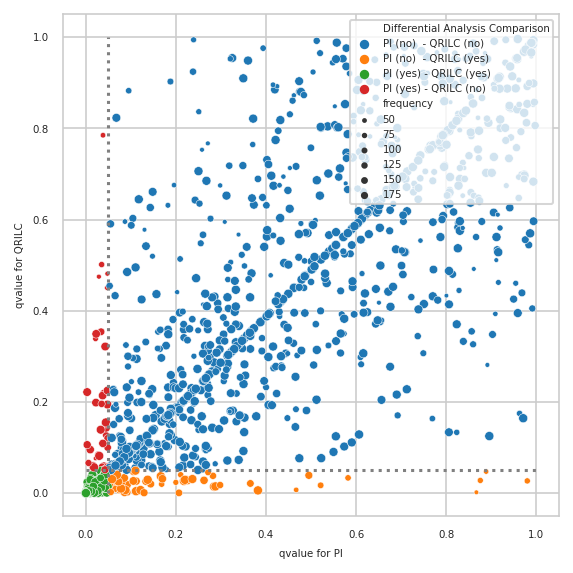 Differential Analysis Comparison
PI (no) - QRILC (no)
PI (no) - QRILC (yes)
PI (yes) - QRILC (yes)
PI (yes) - QRILC (no)
frequency
50
75
100
125
150
175
1.0
0.8
0.6
0.4
0.2
0.0
qvalue for QRILC
0.0 0.2 0.4 0.6 0.8 1.0
qvalue for PI